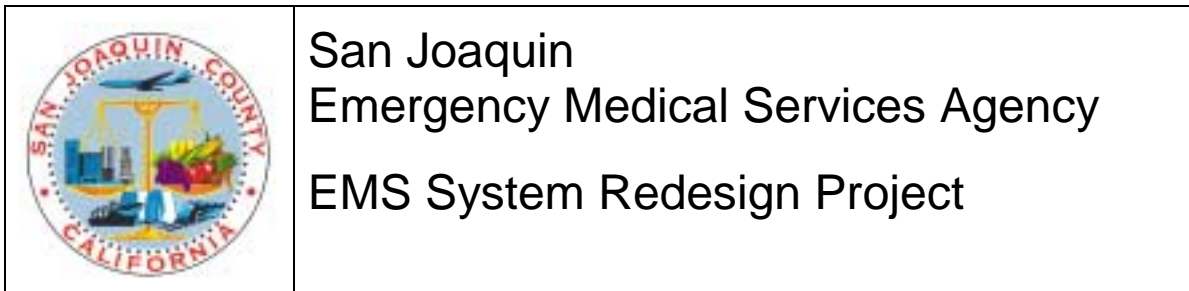 SAN JOAQUIN COUNTY
CALIFORNIA
San Joaquin
Emergency Medical Services Agency
EMS System Redesign Project